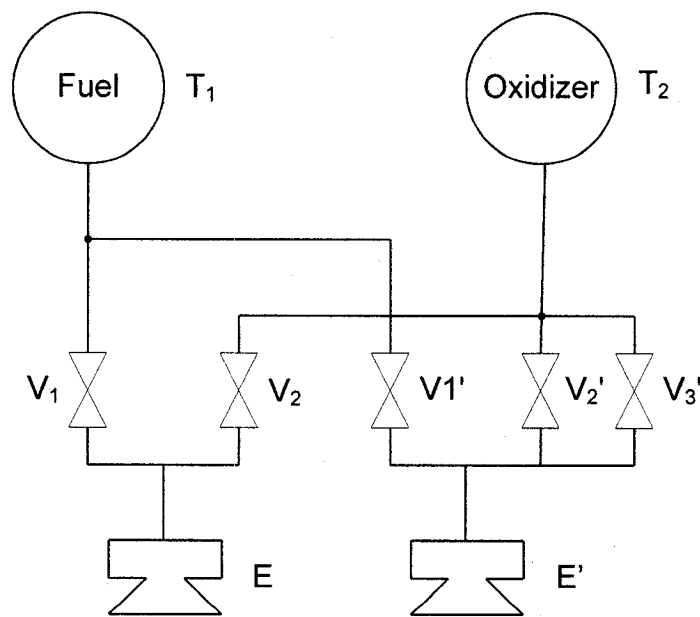 Fuel
T₁
Oxidizer
T₂
V₁
V₂
V1'
V₂'
V₃'
E
E'